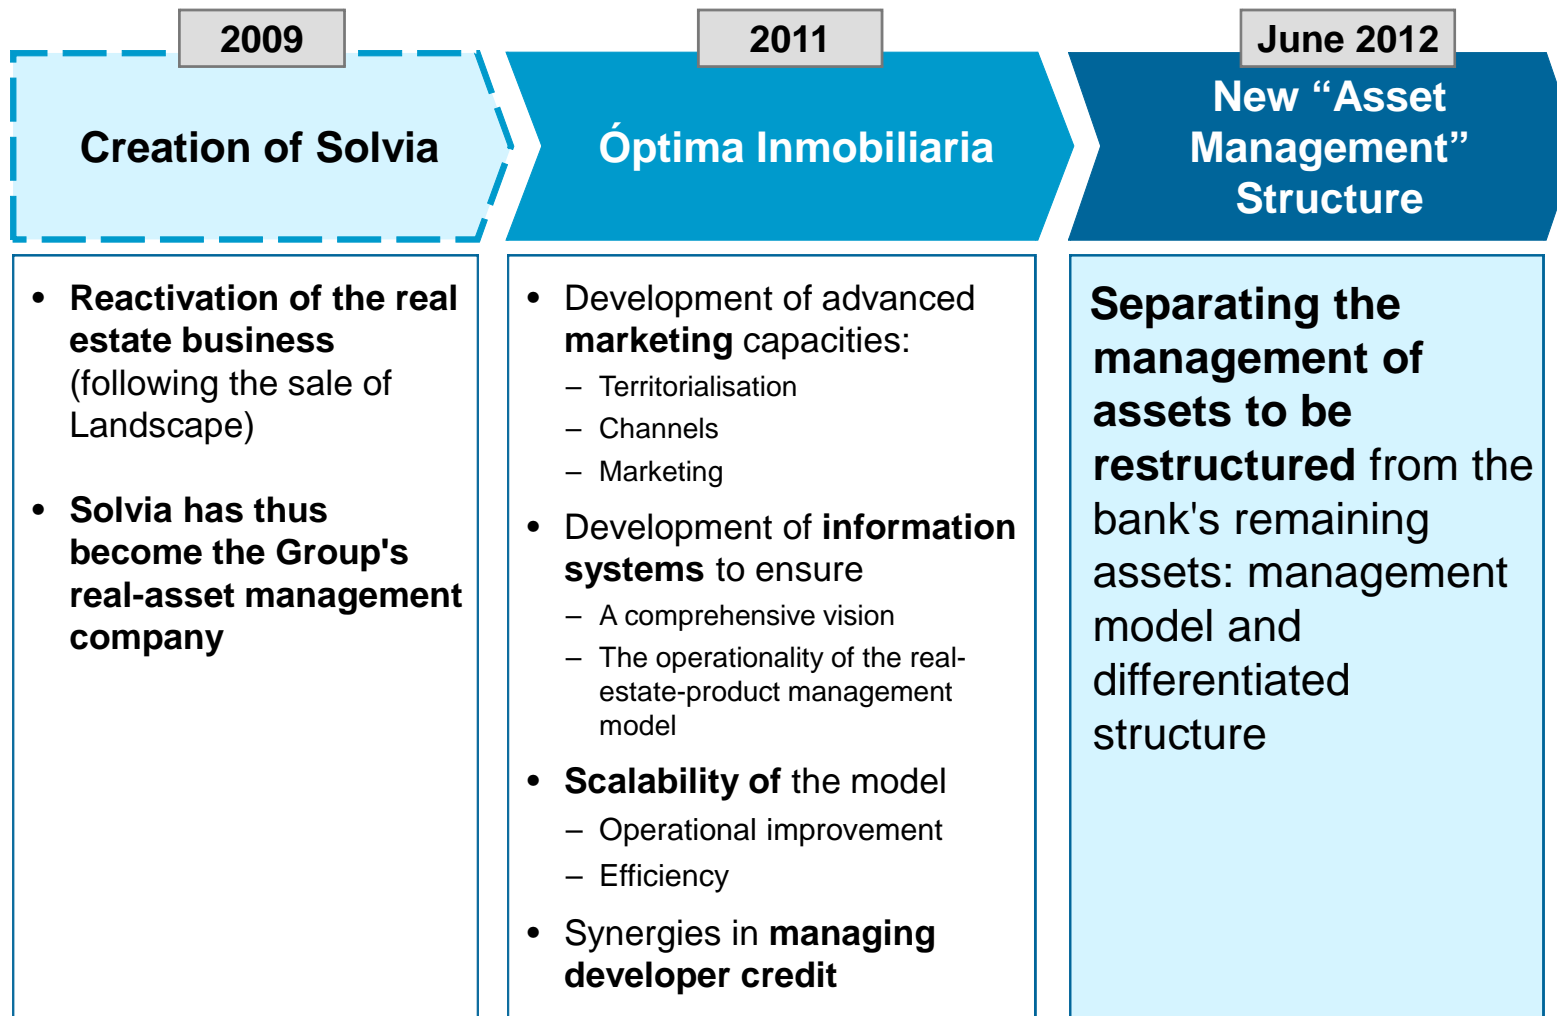 2009
Creation of Solvia
• Reactivation of the real
estate business
(following the sale of
Landscape)
• Solvia has thus
become the Group's
real-asset management
company
2011
Óptima Inmobiliaria
• Development of advanced
marketing capacities:
– Territorialisation
– Channels
– Marketing
• Development of information
systems to ensure
– A comprehensive vision
– The operationality of the real-
estate-product management
model
• Scalability of the model
– Operational improvement
– Efficiency
• Synergies in managing
developer credit
June 2012
New “Asset
Management”
Structure
Separating the
management of
assets to be
restructured from the
bank's remaining
assets: management
model and
differentiated
structure